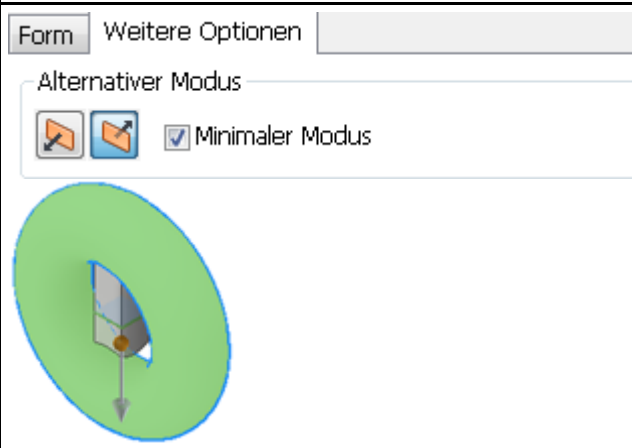 Form
Weitere Optionen
Alternativer Modus
Minimaler Modus